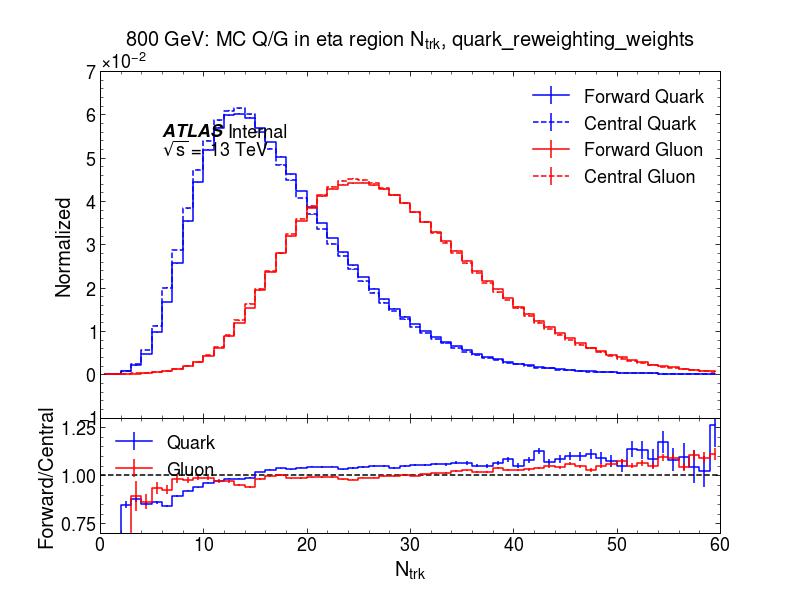 800 GeV: MC Q/G in eta region N_trk, quark_reweighting_weights
×10⁻²
7
6
5
4
3
2
1
0
−1
Normalized
ATLAS Internal
√s = 13 TeV
Forward Quark
Central Quark
Forward Gluon
Central Gluon
Forward/Central
1.25
1.00
0.75
Quark
Gluon
0 10 20 30 40 50 60
N_trk